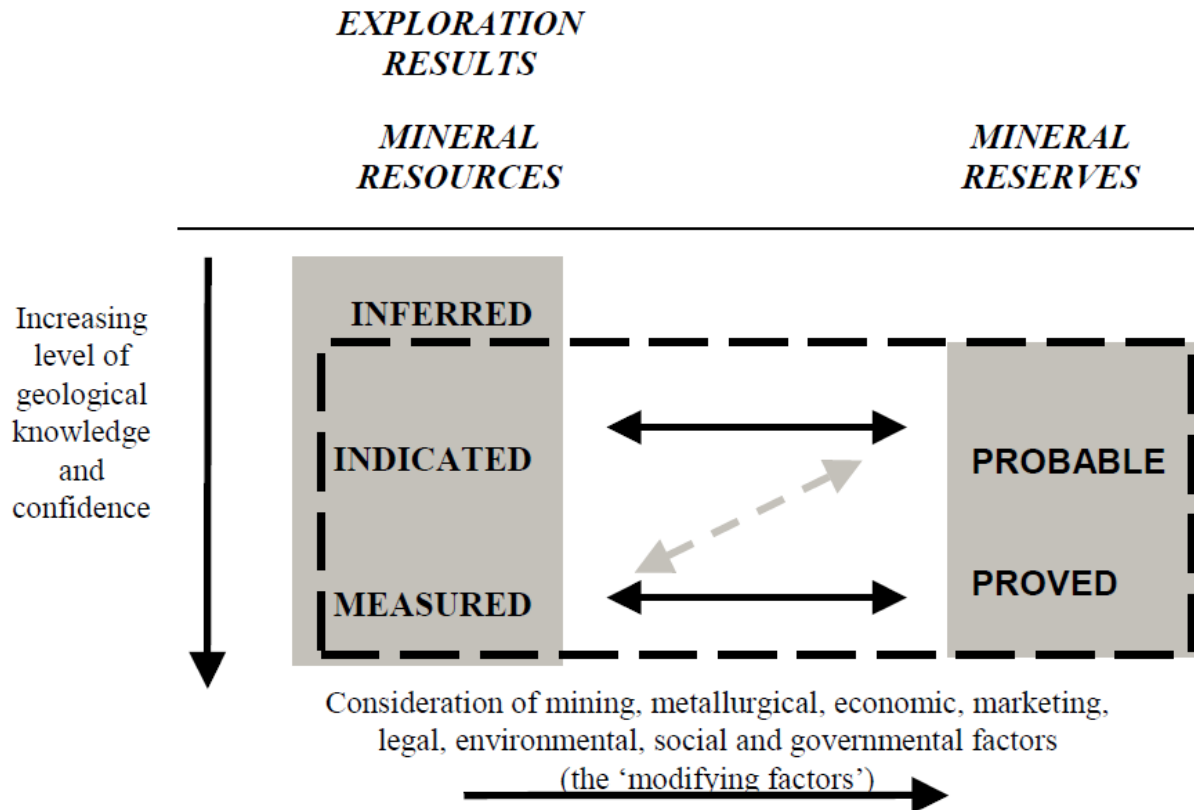 EXPLORATION
RESULTS
MINERAL
RESOURCES
MINERAL
RESERVES
Increasing
level of
geological
knowledge
and
confidence
INFERRED
INDICATED
MEASURED
PROBABLE
PROVED
Consideration of mining, metallurgical, economic, marketing,
legal, environmental, social and governmental factors
(the ‘modifying factors’)